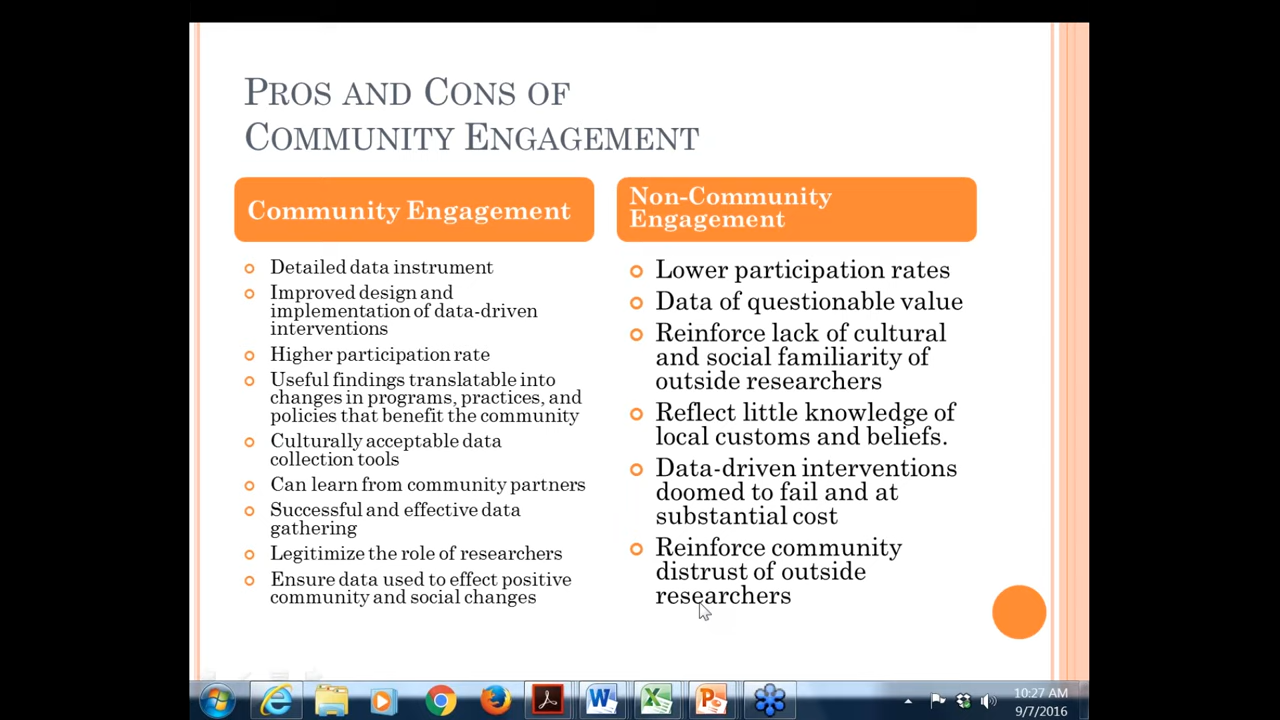 PROS AND CONS OF
COMMUNITY ENGAGEMENT
Community Engagement
Detailed data instrument
Improved design and
implementation of data-driven
interventions
Higher participation rate
Useful findings translatable into
changes in programs, practices, and
policies that benefit the community
Culturally acceptable data
collection tools
Can learn from community partners
Successful and effective data
gathering
Legitimize the role of researchers
Ensure data used to effect positive
community and social changes
Non-Community
Engagement
Lower participation rates
Data of questionable value
Reinforce lack of cultural
and social familiarity of
outside researchers
Reflect little knowledge of
local customs and beliefs.
Data-driven interventions
doomed to fail and at
substantial cost
Reinforce community
distrust of outside
researchers
10:27 AM
9/7/2016